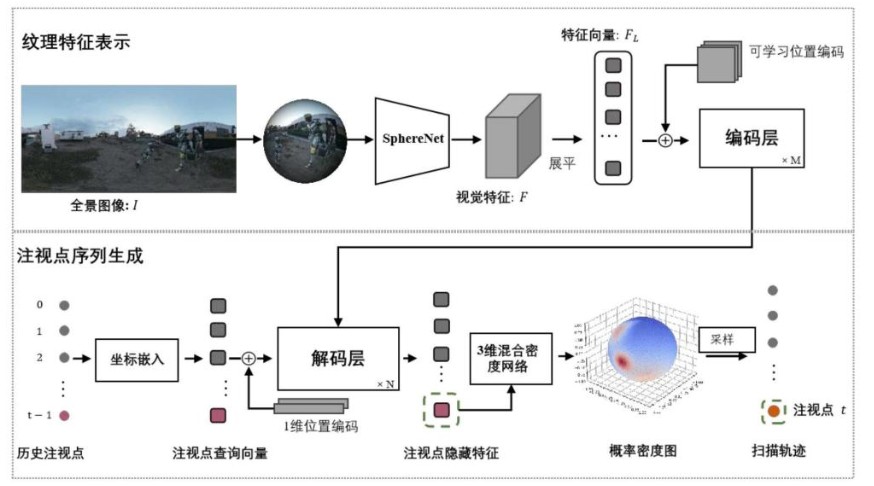 纹理特征表示
特征向量: F_L
可学习位置编码
SphereNet
···
编码层
× M
展平
全景图像: I
视觉特征: F
注视点序列生成
0
1
2
t − 1
坐标嵌入
解码层
× N
1维位置编码
3维混合密
度网络
采样
注视点 t
历史注视点
注视点查询向量
注视点隐藏特征
概率密度图
扫描轨迹